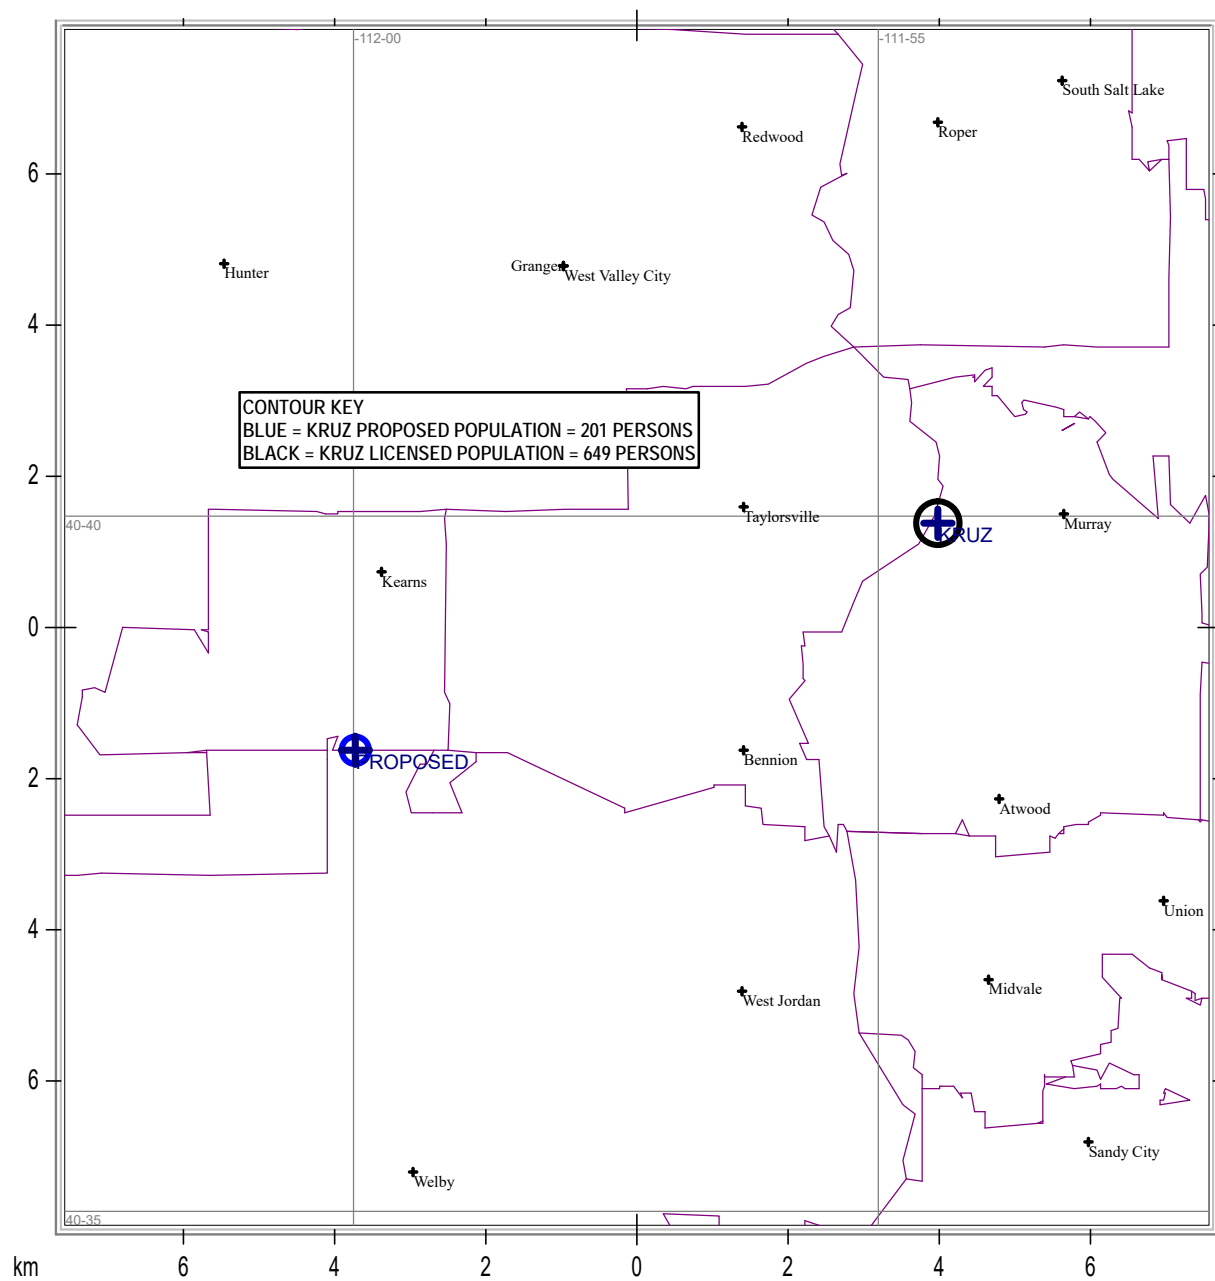 -112-00
-111-55
South Salt Lake
Redwood
Roper
6
Hunter
Granger
West Valley City
4
CONTOUR KEY
BLUE = KRUZ PROPOSED POPULATION = 201 PERSONS
BLACK = KRUZ LICENSED POPULATION = 649 PERSONS
2
40-40
Taylorsville
KRUZ
Murray
Kearns
0
PROPOSED
Bennion
2
Atwood
Union
4
Midvale
West Jordan
6
Sandy City
Welby
40-35
km 6 4 2 0 2 4 6